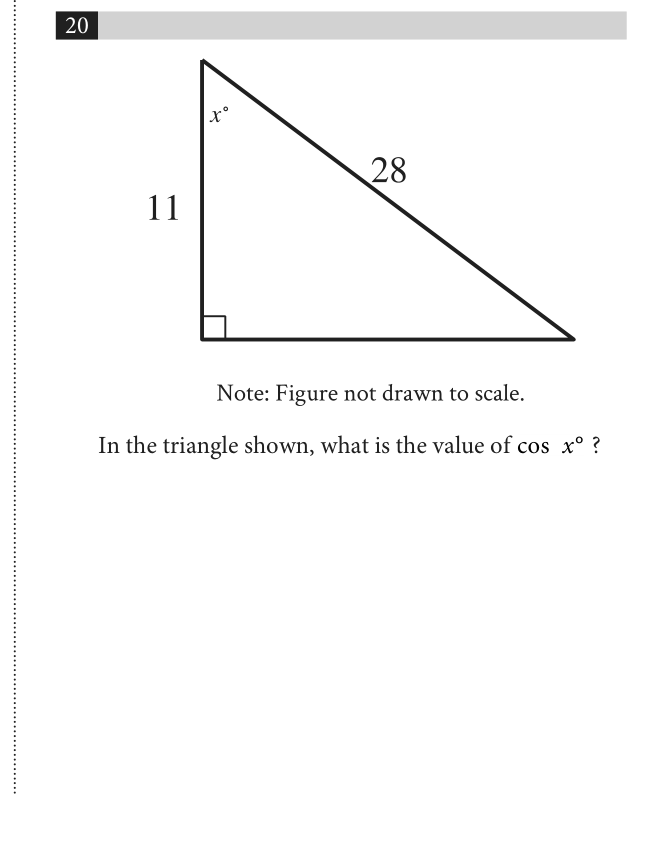 20
x°
28
11
Note: Figure not drawn to scale.
In the triangle shown, what is the value of cos x° ?